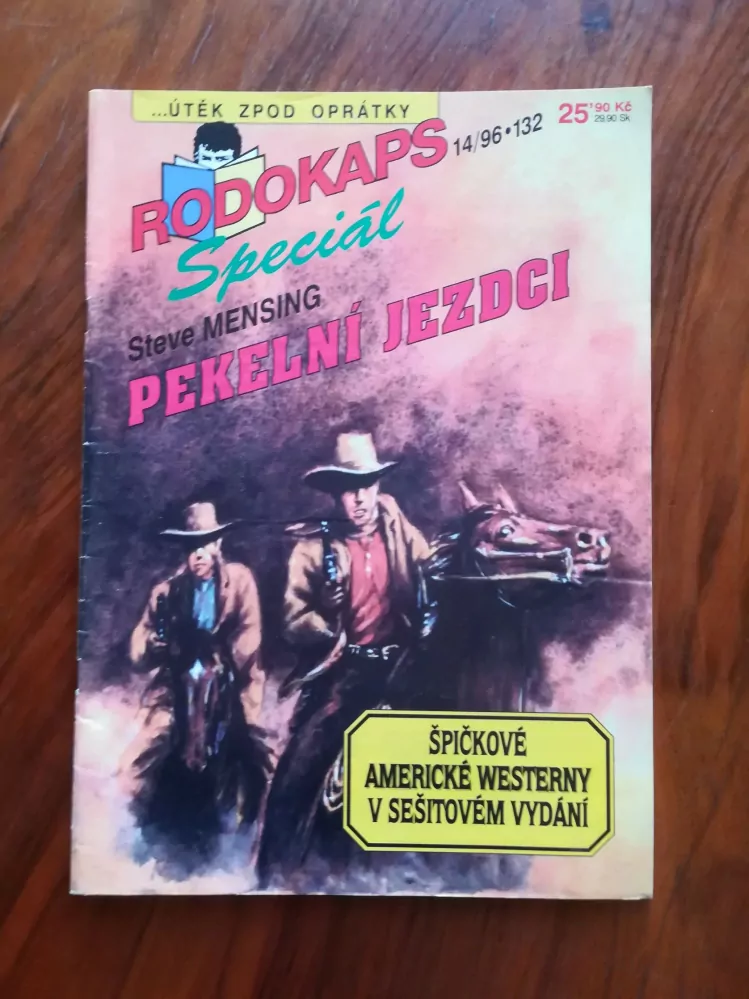 ...ÚTĚK ZPOD OPRÁTKY
RODOKAPS
14/96•132
25'90 Kč
29,90 Sk
Speciál
Steve MENSING
PEKELNÍ JEZDCI
ŠPIČKOVÉ
AMERICKÉ WESTERNY
V SEŠITOVÉM VYDÁNÍ